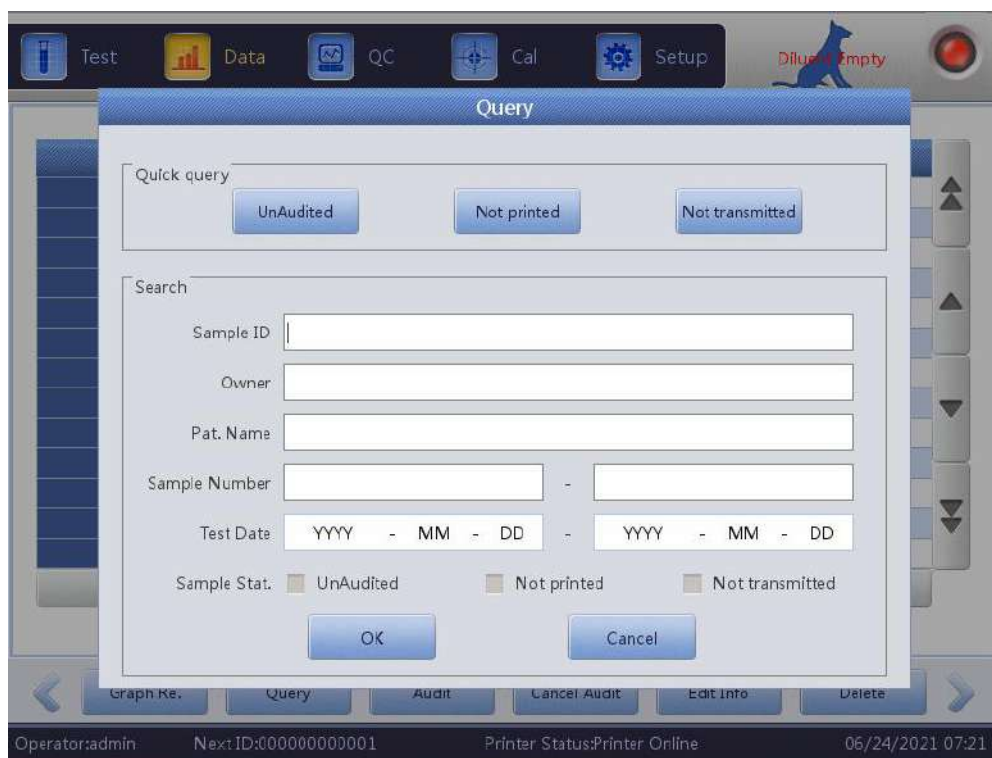 Test Data QC Cal Setup Diluent Empty
Query
Quick query
UnAudited Not printed Not transmitted
Search
Sample ID
Owner
Pat. Name
Sample Number -
Test Date YYYY - MM - DD - YYYY - MM - DD
Sample Stat. UnAudited Not printed Not transmitted
OK Cancel
Graph Re. Query Audit Cancel Audit Edit Info Delete
Operator:admin Next ID:000000000001 Printer Status:Printer Online 06/24/2021 07:21